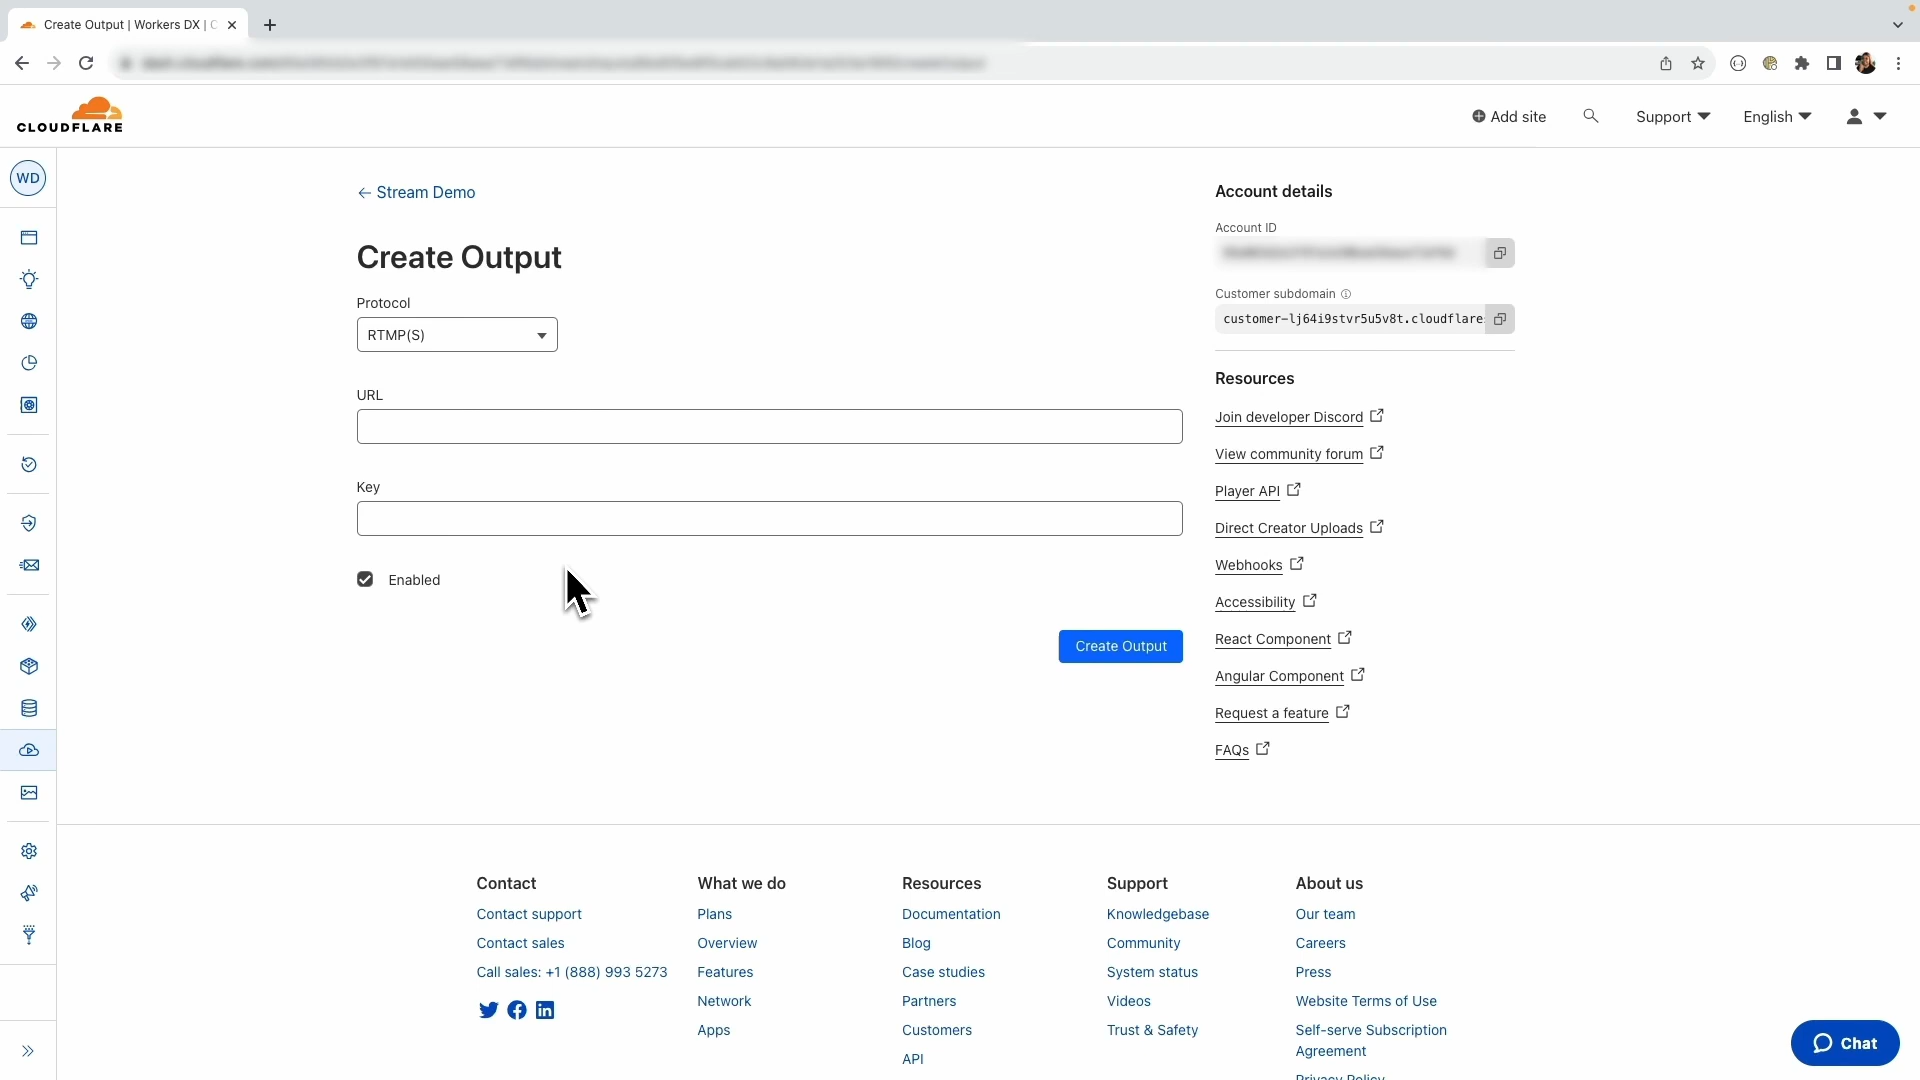 Create Output | Workers DX | C
CLOUDFLARE
Add site
Support
English
WD
← Stream Demo
Create Output
Protocol
RTMP(S)
URL
Key
Enabled
Create Output
Account details
Account ID
Customer subdomain
customer-lj64i9stvr5u5v8t.cloudflare
Resources
Join developer Discord
View community forum
Player API
Direct Creator Uploads
Webhooks
Accessibility
React Component
Angular Component
Request a feature
FAQs
Contact
Contact support
Contact sales
Call sales: +1 (888) 993 5273
What we do
Plans
Overview
Features
Network
Apps
Resources
Documentation
Blog
Case studies
Partners
Customers
API
Support
Knowledgebase
Community
System status
Videos
Trust & Safety
About us
Our team
Careers
Press
Website Terms of Use
Self-serve Subscription
Agreement
Privacy Policy
Chat